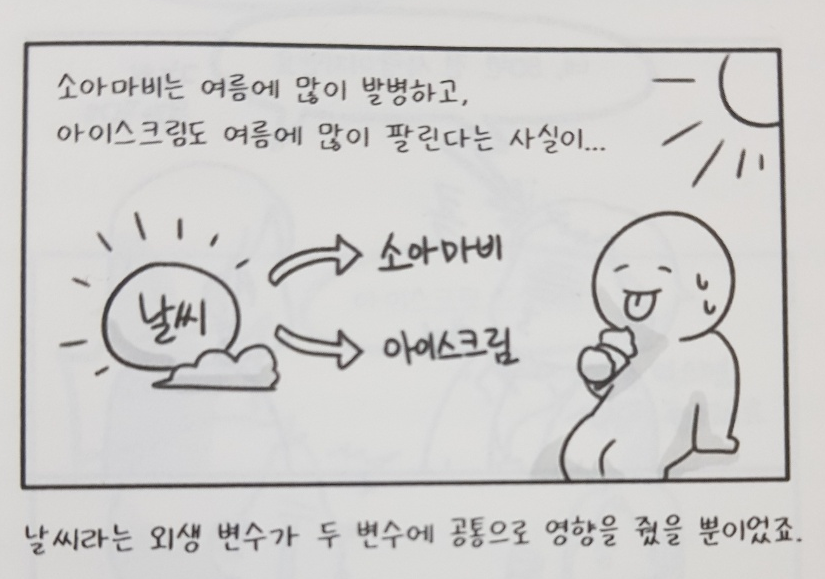 소아마비는 여름에 많이 발병하고,
아이스크림도 여름에 많이 팔린다는 사실이...
날씨
소아마비
아이스크림
날씨라는 외생 변수가 두 변수에 공통으로 영향을 줬을 뿐이었죠.